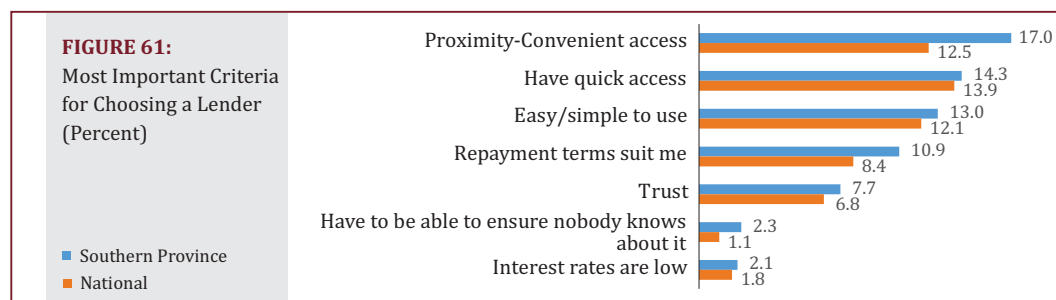 FIGURE 61:
Most Important Criteria
for Choosing a Lender
(Percent)
Southern Province
National
Proximity-Convenient access
17.0
12.5
Have quick access
14.3
13.9
Easy/simple to use
13.0
12.1
Repayment terms suit me
10.9
8.4
Trust
7.7
6.8
Have to be able to ensure nobody knows
about it
2.3
1.1
Interest rates are low
2.1
1.8